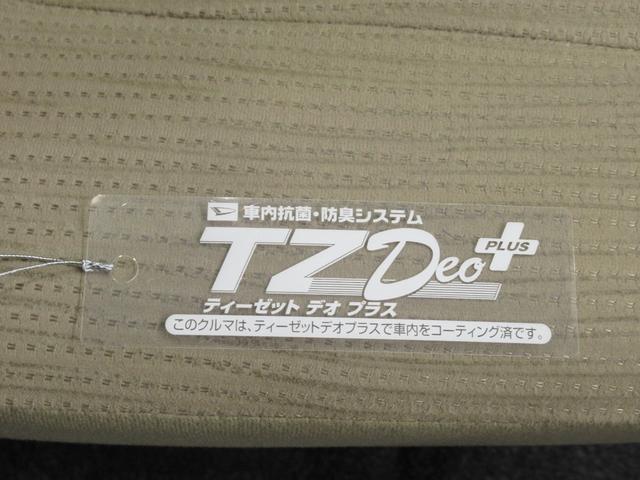 車内抗菌・防臭システム
TZDeo PLUS
ティーゼット デオ プラス
このクルマは、ティーゼットデオプラスで車内をコーティング済です。